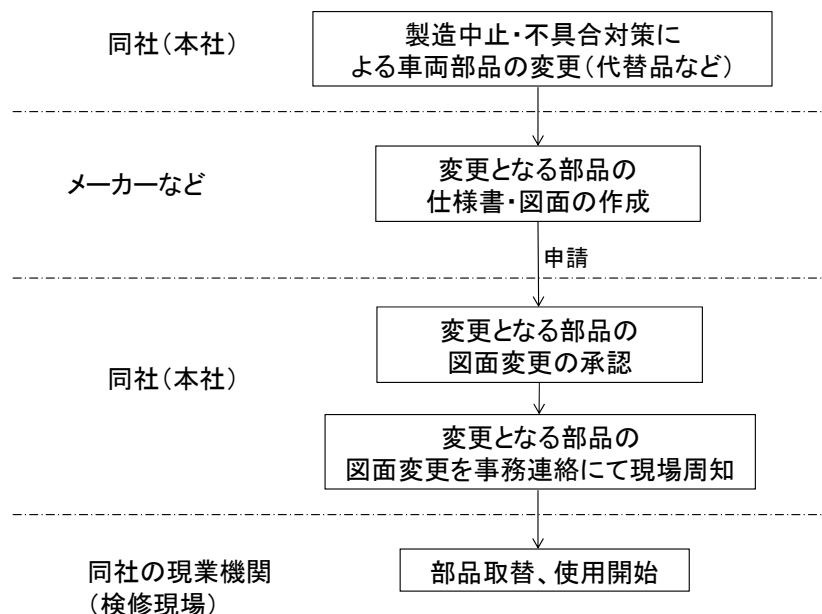 同社(本社)
製造中止・不具合対策に
よる車両部品の変更(代替品など)
メーカーなど
変更となる部品の
仕様書・図面の作成
申請
変更となる部品の
図面変更の承認
同社(本社)
変更となる部品の
図面変更を事務連絡にて現場周知
同社の現業機関
(検修現場)
部品取替、使用開始